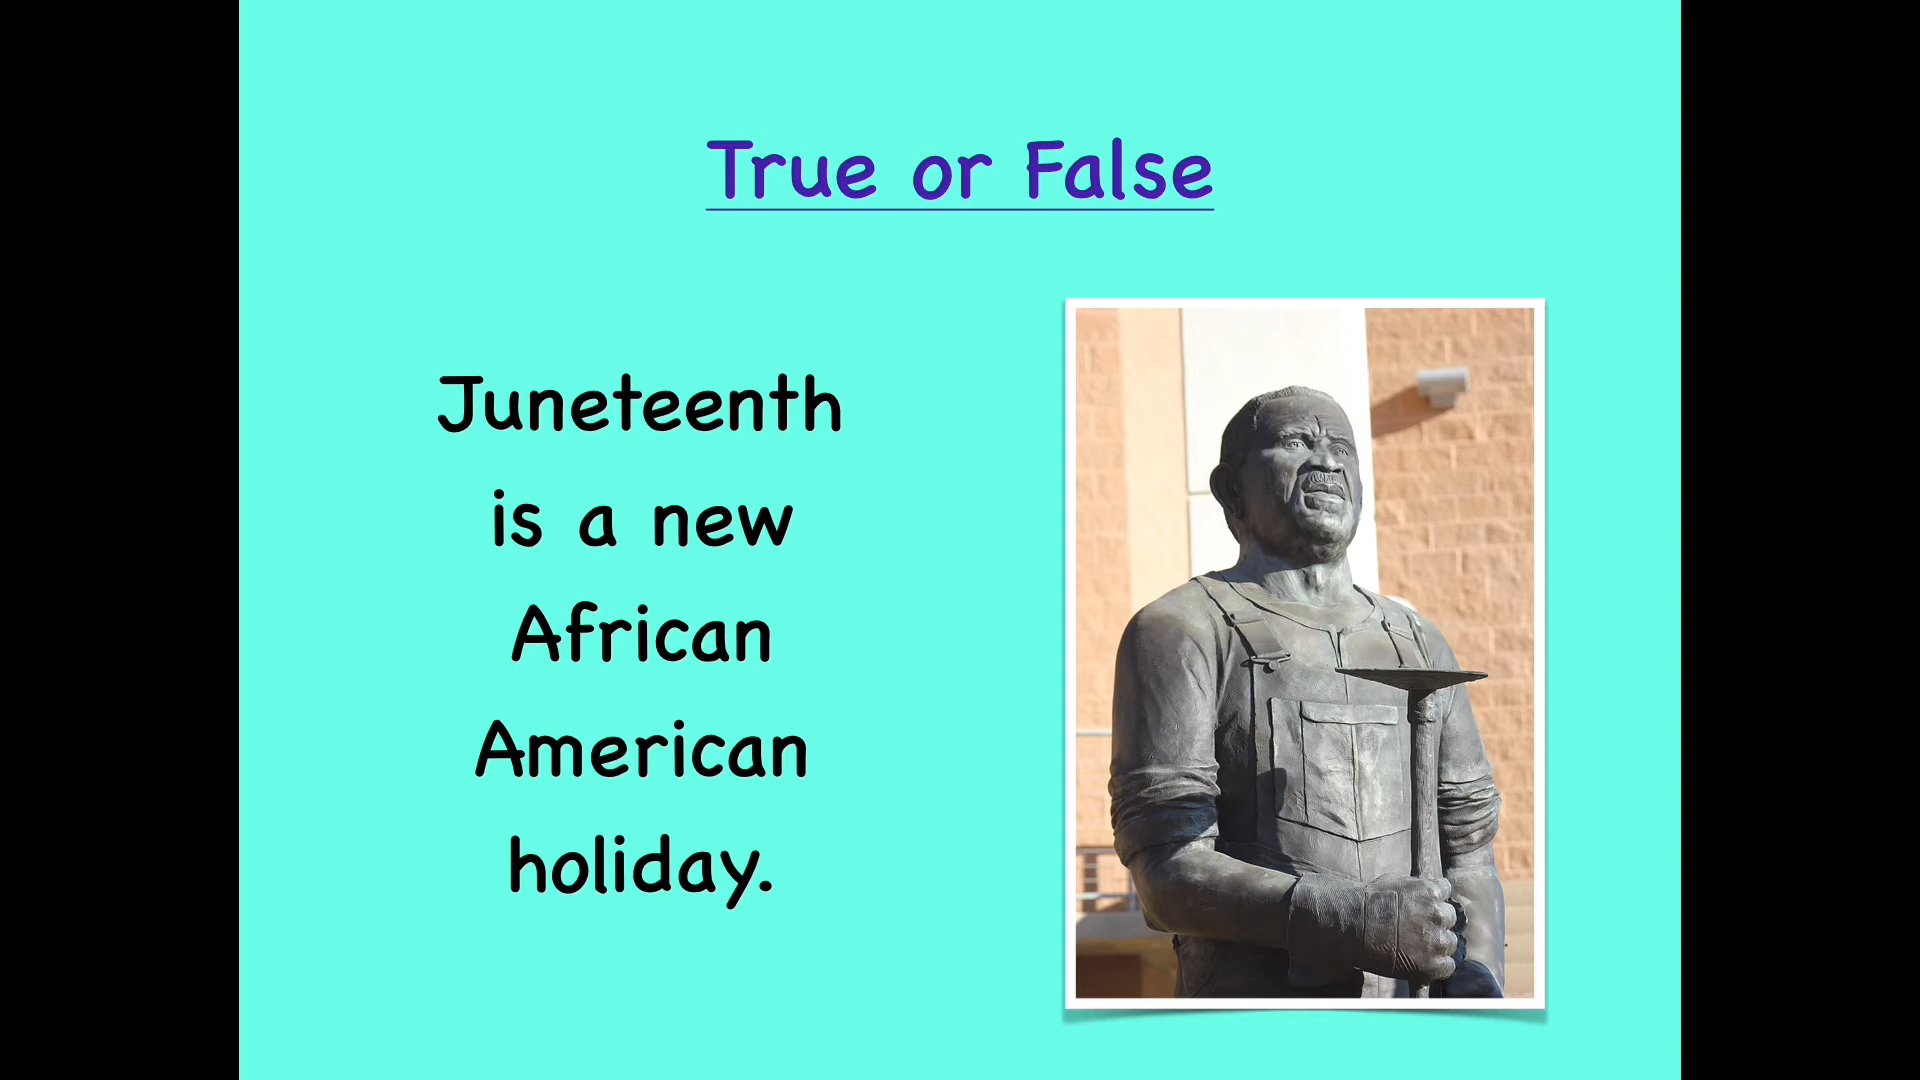 True or False
Juneteenth
is a new
African
American
holiday.